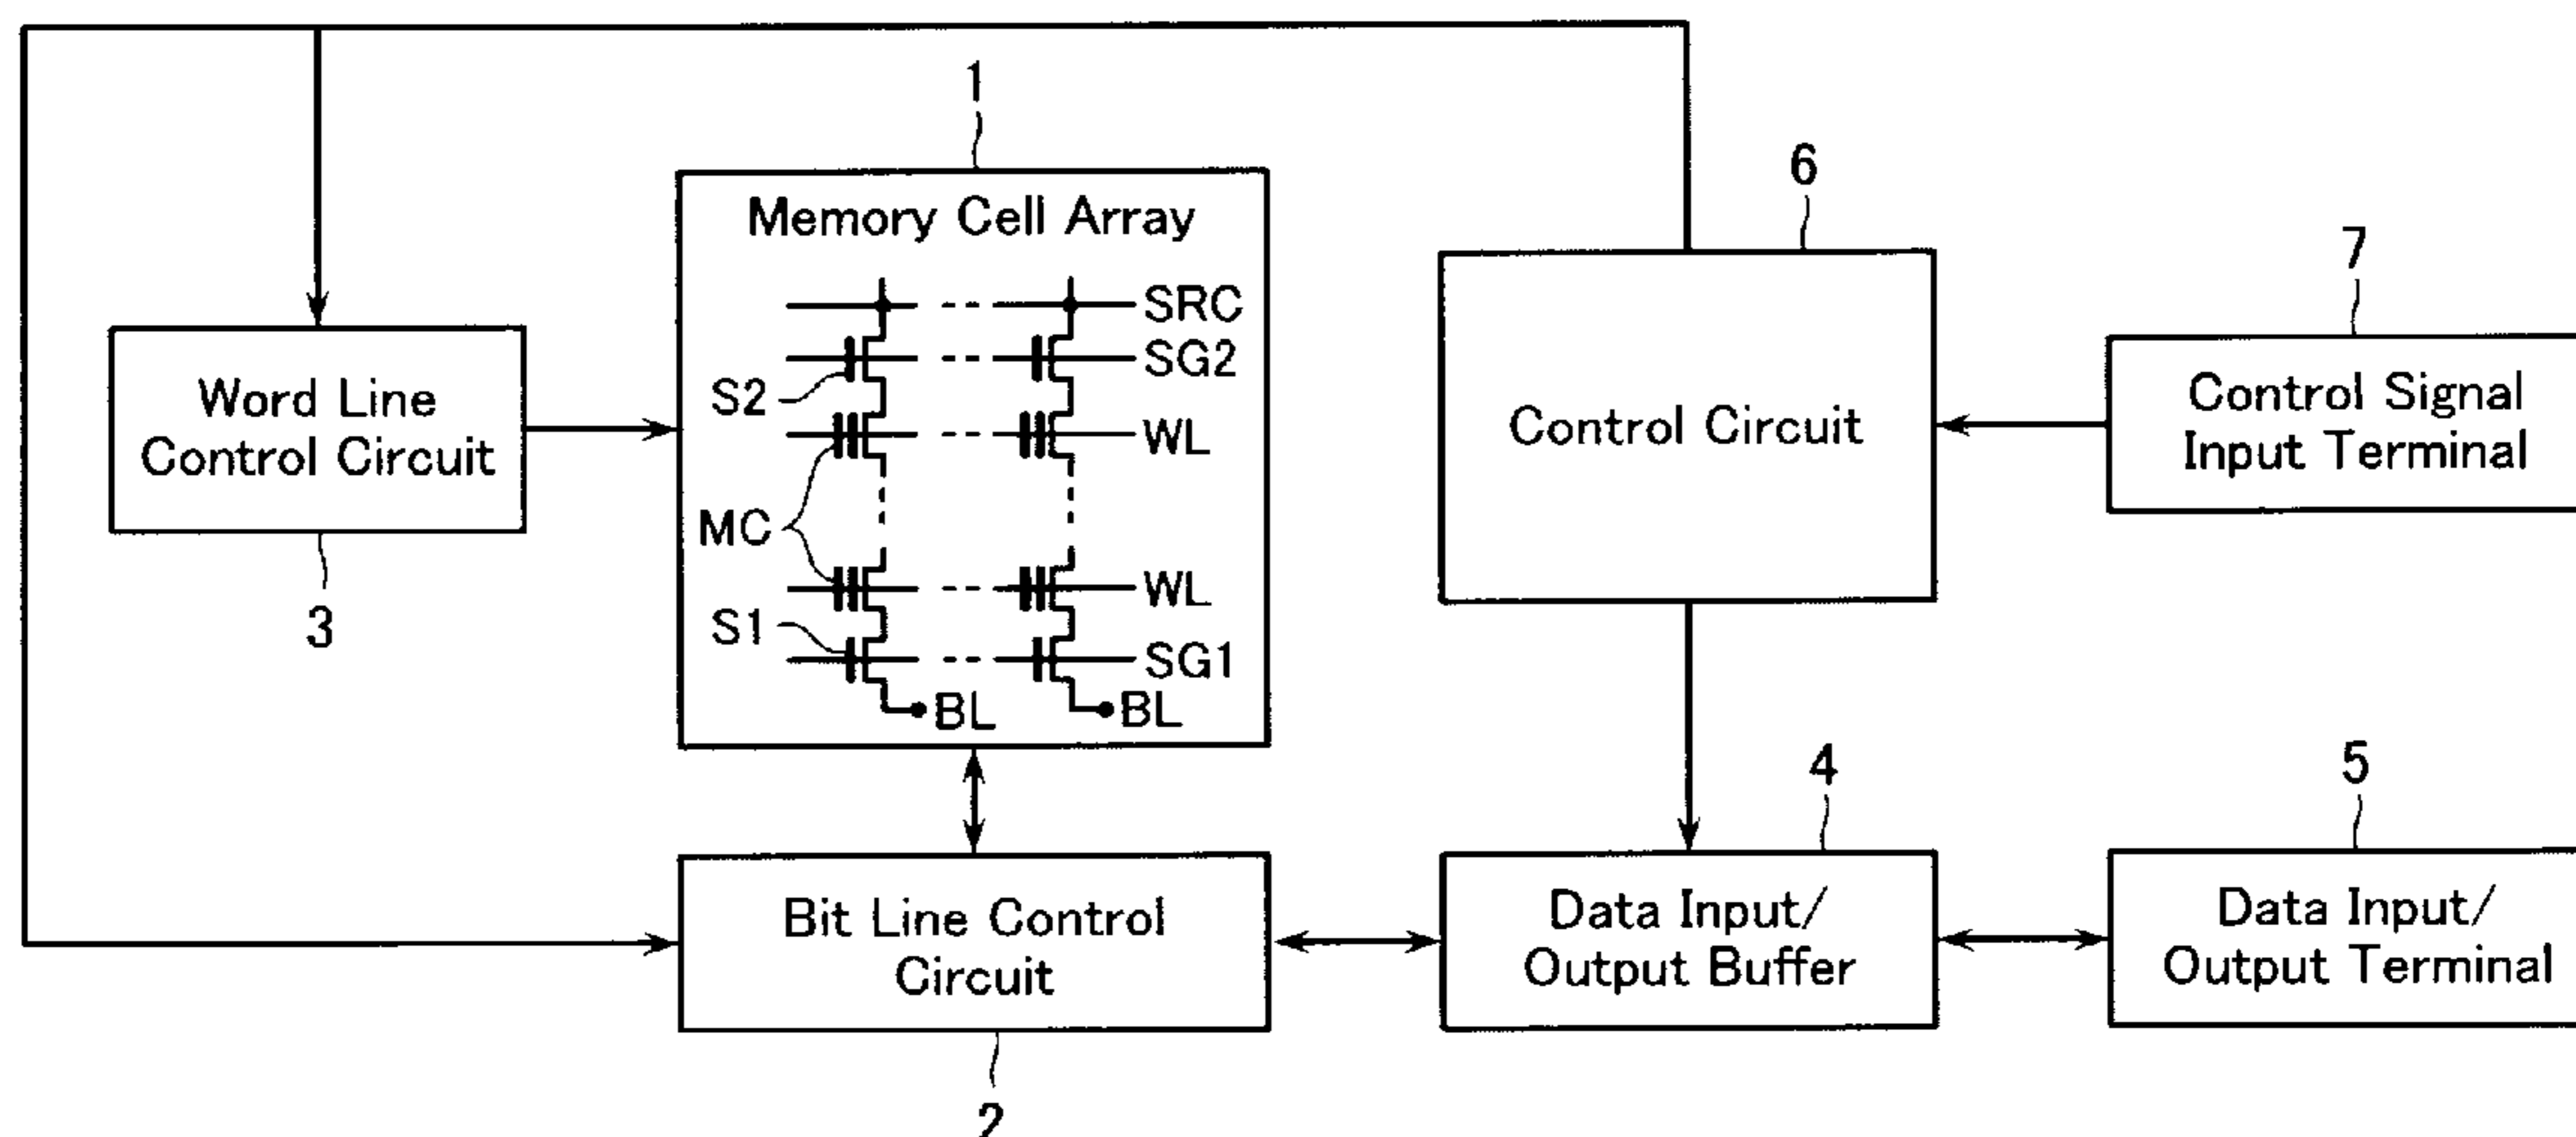 1
Memory Cell Array
SRC
SG2
S2
WL
MC
WL
S1
SG1
BL
BL
Word Line
Control Circuit
3
6
Control Circuit
7
Control Signal
Input Terminal
Bit Line Control
Circuit
2
4
Data Input/
Output Buffer
5
Data Input/
Output Terminal